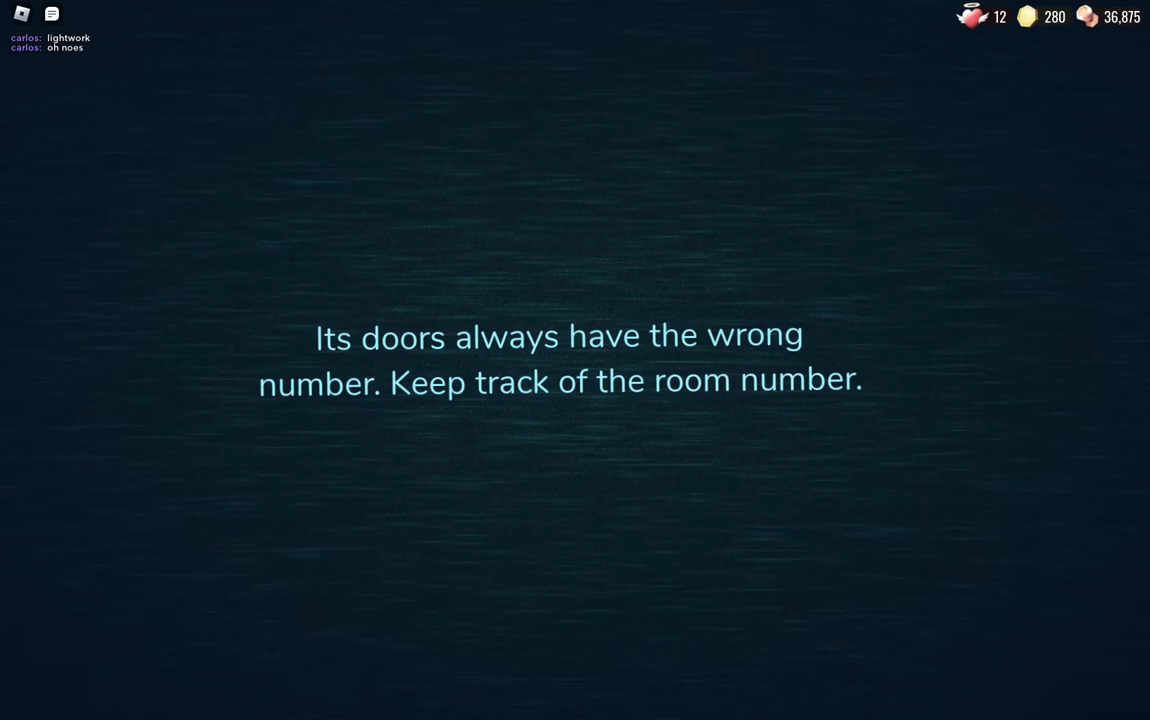 12 280 36,875
carlos: lightwork
carlos: oh noes
Its doors always have the wrong
number. Keep track of the room number.